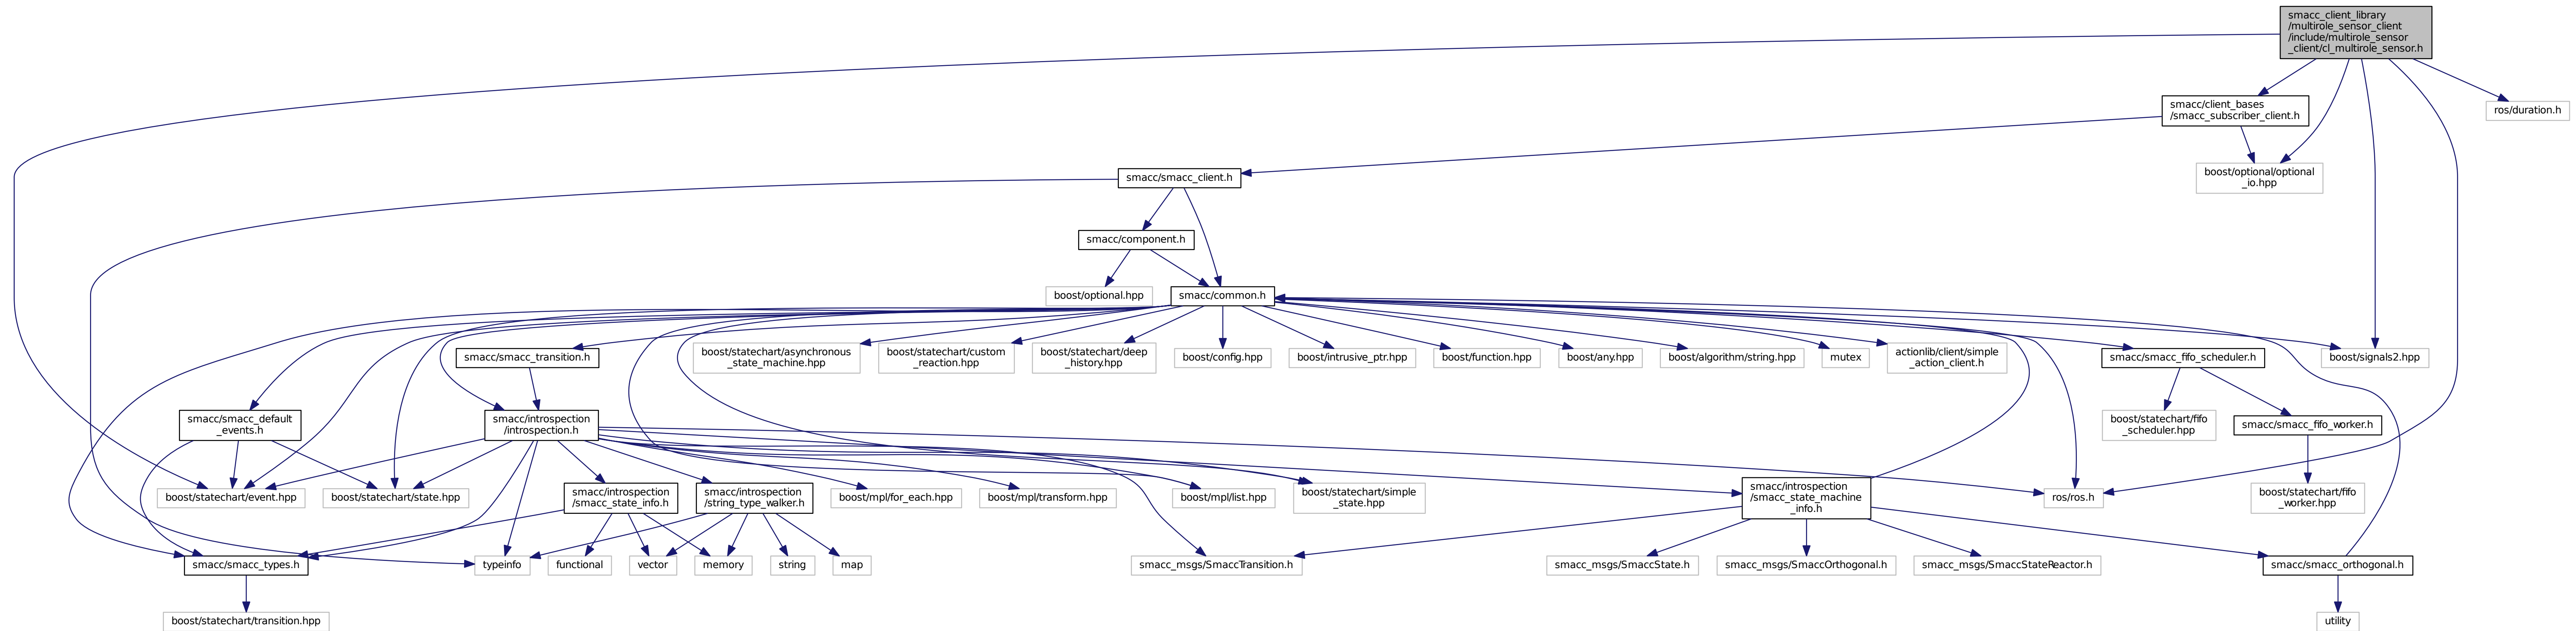 smacc_client_library
/multirole_sensor_client
/include/multirole_sensor
_client/cl_multirole_sensor.h
smacc/client_bases
/smacc_subscriber_client.h
ros/duration.h
smacc/smacc_client.h
boost/optional/optional
_io.hpp
smacc/component.h
boost/optional.hpp
smacc/common.h
smacc/smacc_transition.h
boost/statechart/asynchronous
_state_machine.hpp
boost/statechart/custom
_reaction.hpp
boost/statechart/deep
_history.hpp
boost/config.hpp
boost/intrusive_ptr.hpp
boost/function.hpp
boost/any.hpp
boost/algorithm/string.hpp
mutex
actionlib/client/simple
_action_client.h
smacc/smacc_fifo_scheduler.h
boost/signals2.hpp
smacc/smacc_default
_events.h
smacc/introspection
/introspection.h
boost/statechart/fifo
_scheduler.hpp
smacc/smacc_fifo_worker.h
boost/statechart/event.hpp
boost/statechart/state.hpp
smacc/introspection
/smacc_state_info.h
smacc/introspection
/string_type_walker.h
boost/mpl/for_each.hpp
boost/mpl/transform.hpp
boost/mpl/list.hpp
boost/statechart/simple
_state.hpp
smacc/introspection
/smacc_state_machine
_info.h
ros/ros.h
boost/statechart/fifo
_worker.hpp
smacc/smacc_types.h
typeinfo
functional
vector
memory
string
map
smacc_msgs/SmaccTransition.h
smacc_msgs/SmaccState.h
smacc_msgs/SmaccOrthogonal.h
smacc_msgs/SmaccStateReactor.h
smacc/smacc_orthogonal.h
boost/statechart/transition.hpp
utility